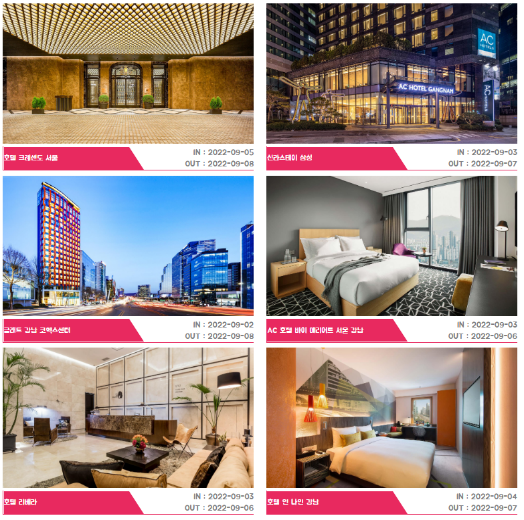 AC
AC HOTEL GANGNAM
호텔 크레센도 서울
IN : 2022-09-05
OUT : 2022-09-08
신라스테이 삼성
IN : 2022-09-03
OUT : 2022-09-07
글래드 강남 코엑스센터
IN : 2022-09-02
OUT : 2022-09-08
AC 호텔 바이 메리어트 서울 강남
IN : 2022-09-03
OUT : 2022-09-06
호텔 리베라
IN : 2022-09-03
OUT : 2022-09-06
호텔 인 나인 강남
IN : 2022-09-04
OUT : 2022-09-07